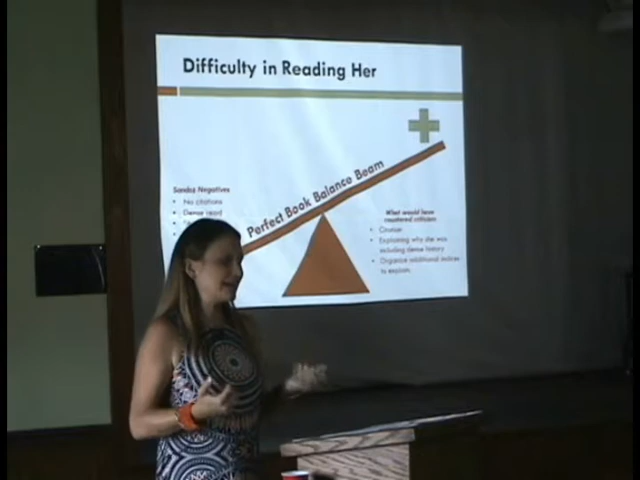 Difficulty in Reading Her
Perfect Book Balance Beam
Sandoz Negatives
• No citations
• Dense read
What would have
countered criticism
• Citation
• Explaining why she was
including dense history
• Organize additional indices
to explain